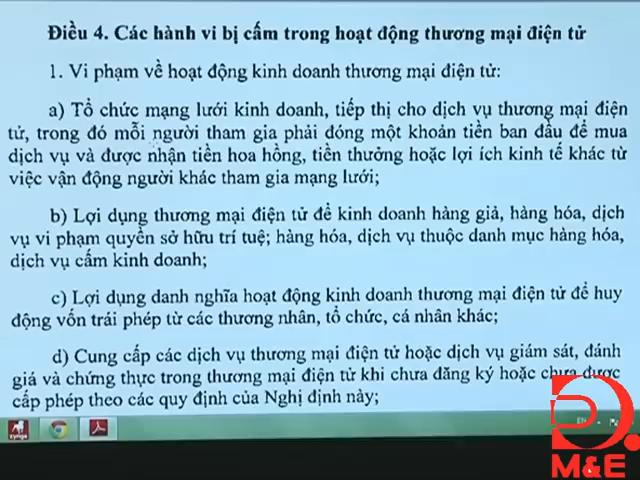 Điều 4. Các hành vi bị cấm trong hoạt động thương mại điện tử
1. Vi phạm về hoạt động kinh doanh thương mại điện tử:
a) Tổ chức mạng lưới kinh doanh, tiếp thị cho dịch vụ thương mại điện
tử, trong đó mỗi người tham gia phải đóng một khoản tiền ban đầu để mua
dịch vụ và được nhận tiền hoa hồng, tiền thưởng hoặc lợi ích kinh tế khác từ
việc vận động người khác tham gia mạng lưới;
b) Lợi dụng thương mại điện tử để kinh doanh hàng giả, hàng hóa, dịch
vụ vi phạm quyền sở hữu trí tuệ; hàng hóa, dịch vụ thuộc danh mục hàng hóa,
dịch vụ cấm kinh doanh;
c) Lợi dụng danh nghĩa hoạt động kinh doanh thương mại điện tử để huy
động vốn trái phép từ các thương nhân, tổ chức, cá nhân khác;
d) Cung cấp các dịch vụ thương mại điện tử hoặc dịch vụ giám sát, đánh
giá và chứng thực trong thương mại điện tử khi chưa đăng ký hoặc chưa được
cấp phép theo các quy định của Nghị định này;
zynga
EN
M&E